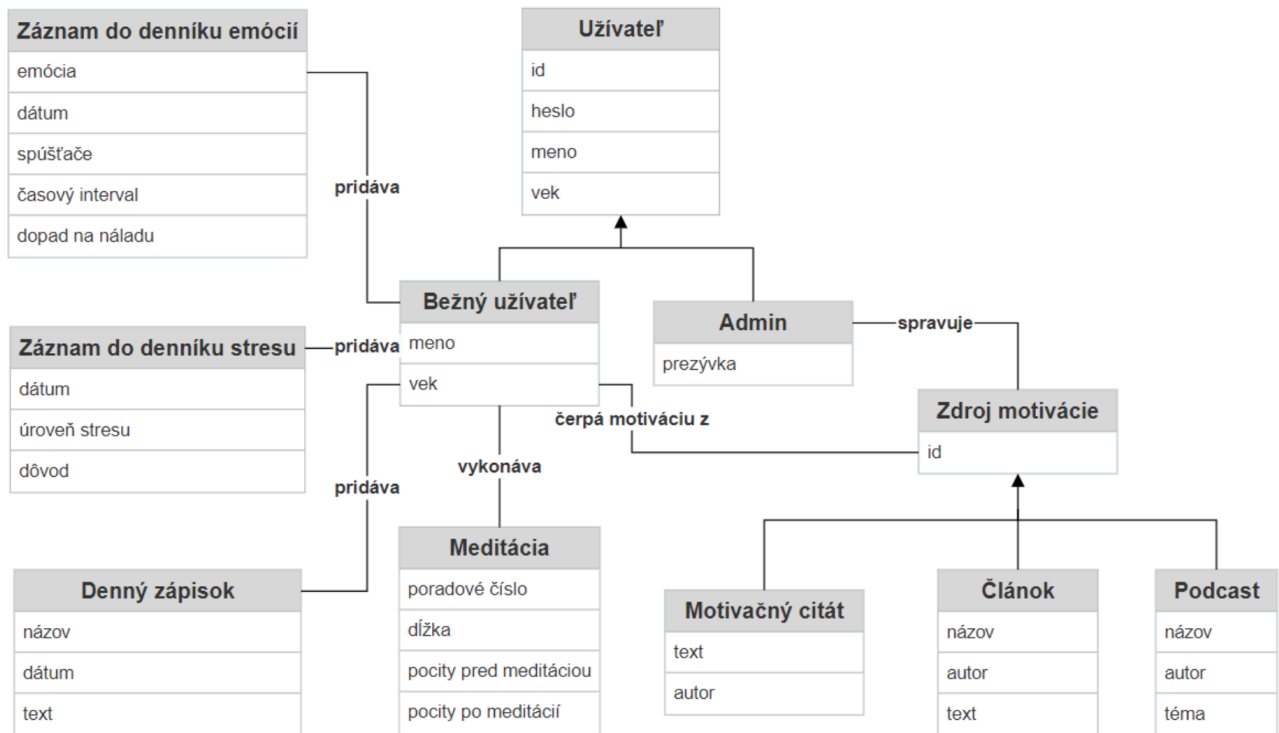 Záznam do denníku emócií
emócia
dátum
spúšťače
časový interval
dopad na náladu
Užívateľ
id
heslo
meno
vek
pridáva
Bežný užívateľ
meno
vek
Admin
prezývka
spravuje
Záznam do denníku stresu
dátum
úroveň stresu
dôvod
pridáva
čerpá motiváciu z
Zdroj motivácie
id
vykonáva
pridáva
Denný zápisok
názov
dátum
text
Meditácia
poradové číslo
dĺžka
pocity pred meditáciou
pocity po meditácií
Motivačný citát
text
autor
Článok
názov
autor
text
Podcast
názov
autor
téma